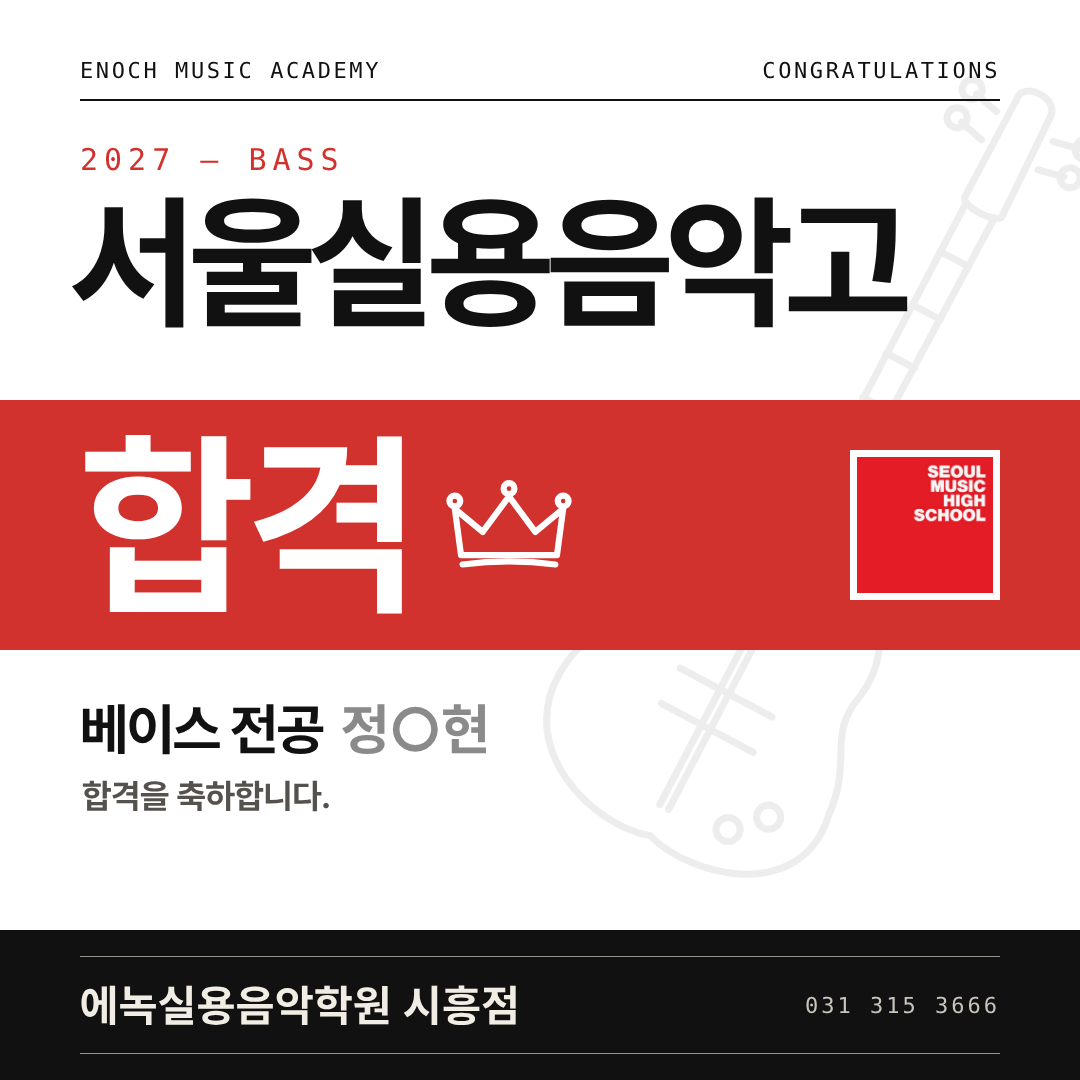 ENOCH MUSIC ACADEMY
CONGRATULATIONS
2027 — BASS
서울실용음악고
합격
SEOUL
MUSIC
HIGH
SCHOOL
베이스 전공 정○현
합격을 축하합니다.
에녹실용음악학원 시흥점
031 315 3666